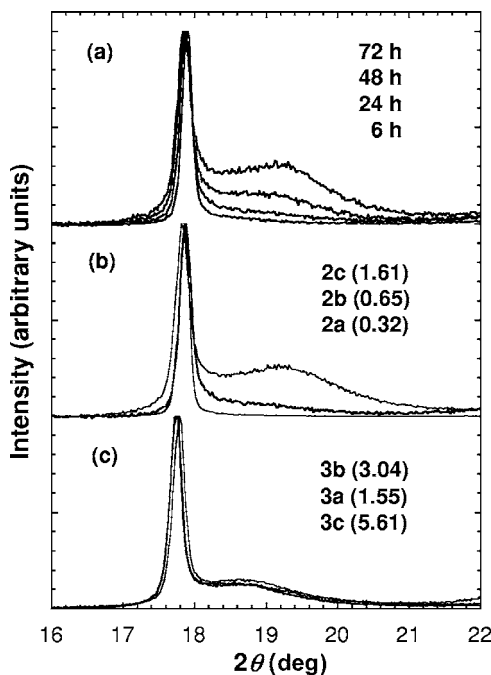 (a)
72 h
48 h
24 h
6 h
(b)
2c (1.61)
2b (0.65)
2a (0.32)
(c)
3b (3.04)
3a (1.55)
3c (5.61)
Intensity (arbitrary units)
16 17 18 19 20 21 22
2θ (deg)